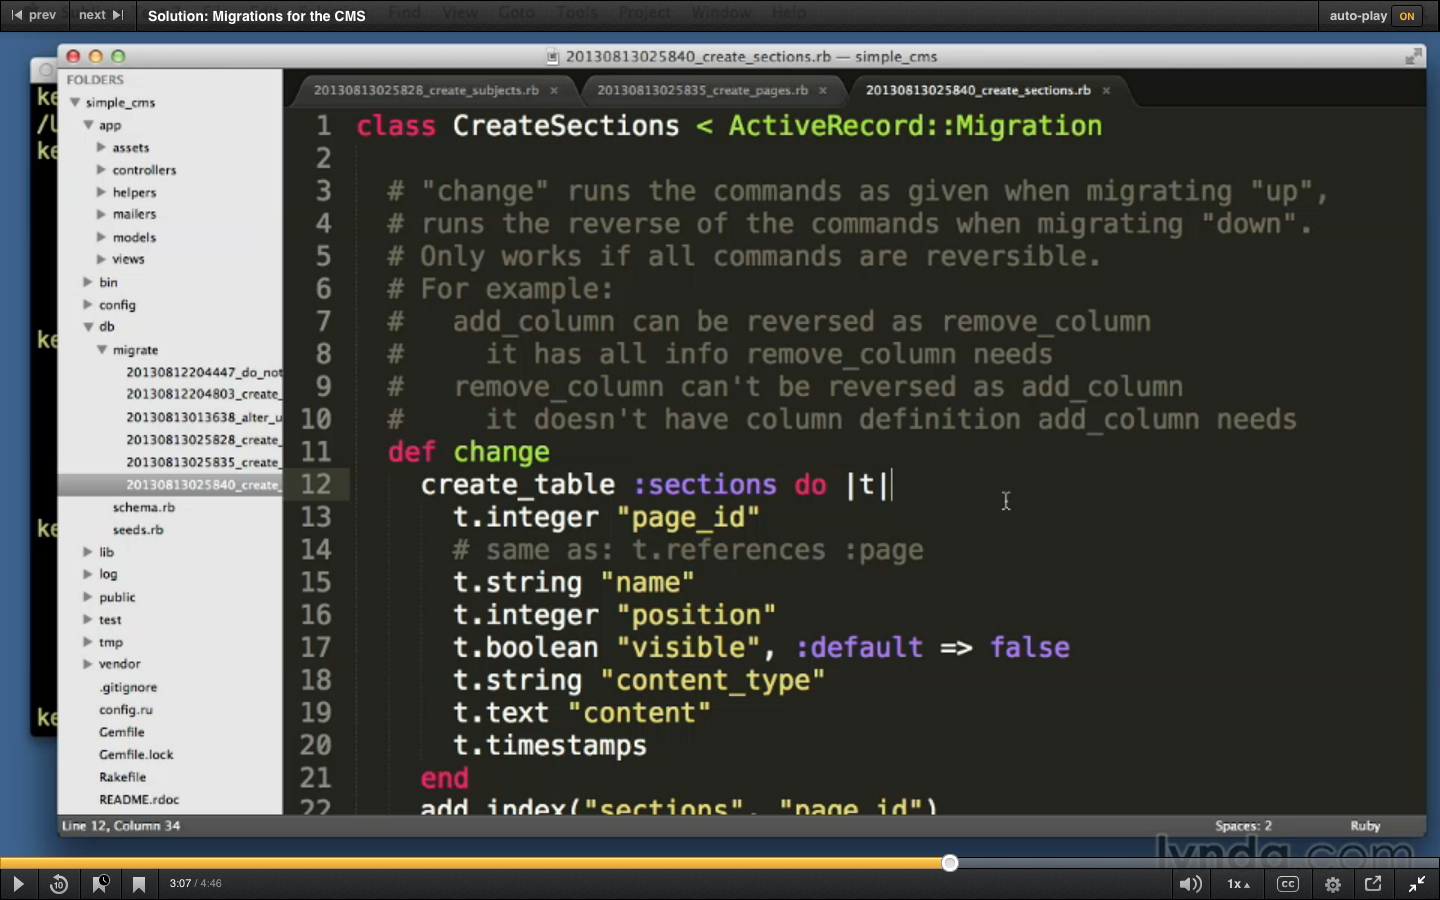 prev
next
Solution: Migrations for the CMS
Find View Goto Tools Project Window Help
auto-play ON
20130813025840_create_sections.rb — simple_cms
FOLDERS
simple_cms
app
assets
controllers
helpers
mailers
models
views
bin
config
db
migrate
20130812204447_do_not
20130812204803_create_
20130813013638_alter_u
20130813025828_create_
20130813025835_create_
20130813025840_create_
schema.rb
seeds.rb
lib
log
public
test
tmp
vendor
.gitignore
config.ru
Gemfile
Gemfile.lock
Rakefile
README.rdoc
20130813025828_create_subjects.rb
20130813025835_create_pages.rb
20130813025840_create_sections.rb
1 class CreateSections < ActiveRecord::Migration
2
3 # "change" runs the commands as given when migrating "up",
4 # runs the reverse of the commands when migrating "down".
5 # Only works if all commands are reversible.
6 # For example:
7 # add_column can be reversed as remove_column
8 # it has all info remove_column needs
9 # remove_column can't be reversed as add_column
10 # it doesn't have column definition add_column needs
11 def change
12 create_table :sections do |t|
13 t.integer "page_id"
14 # same as: t.references :page
15 t.string "name"
16 t.integer "position"
17 t.boolean "visible", :default => false
18 t.string "content_type"
19 t.text "content"
20 t.timestamps
21 end
22 add_index("sections", "page_id")
Line 12, Column 34
Spaces: 2
Ruby
lynda.com
10
3:07 / 4:46
1x
CC